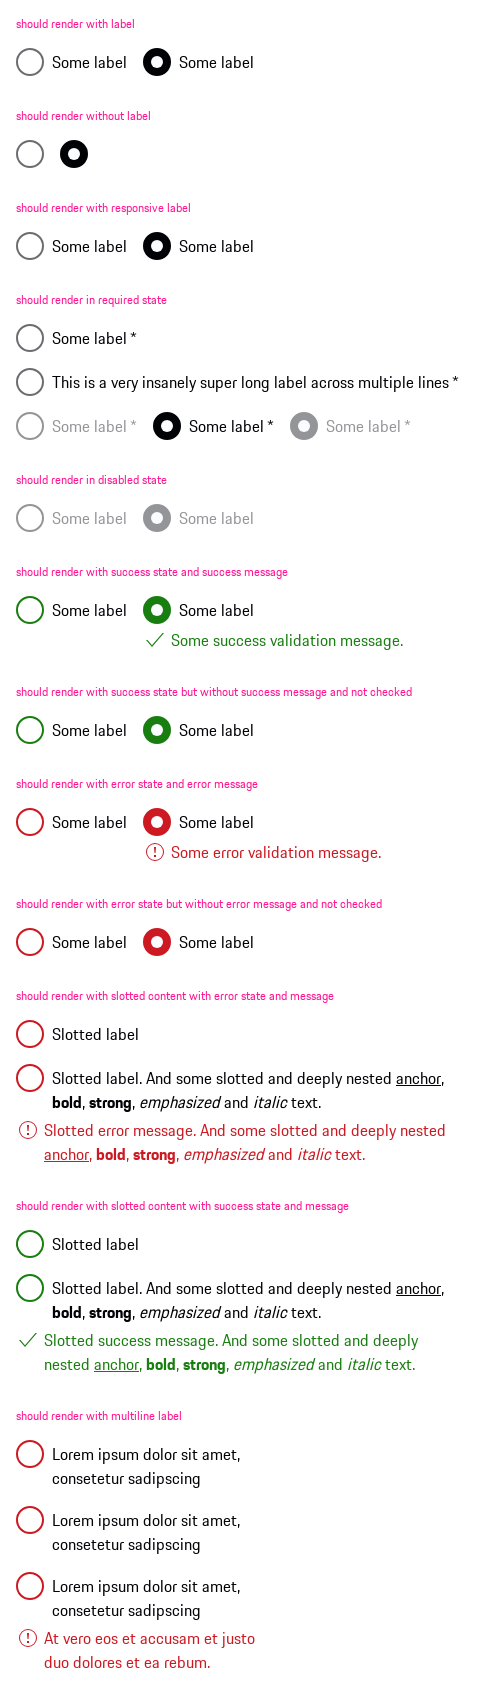 should render with label
Some label Some label
should render without label
should render with responsive label
Some label Some label
should render in required state
Some label *
This is a very insanely super long label across multiple lines *
Some label * Some label * Some label *
should render in disabled state
Some label Some label
should render with success state and success message
Some label Some label
Some success validation message.
should render with success state but without success message and not checked
Some label Some label
should render with error state and error message
Some label Some label
Some error validation message.
should render with error state but without error message and not checked
Some label Some label
should render with slotted content with error state and message
Slotted label
Slotted label. And some slotted and deeply nested anchor,
bold, strong, emphasized and italic text.
Slotted error message. And some slotted and deeply nested
anchor, bold, strong, emphasized and italic text.
should render with slotted content with success state and message
Slotted label
Slotted label. And some slotted and deeply nested anchor,
bold, strong, emphasized and italic text.
Slotted success message. And some slotted and deeply
nested anchor, bold, strong, emphasized and italic text.
should render with multiline label
Lorem ipsum dolor sit amet,
consetetur sadipscing
Lorem ipsum dolor sit amet,
consetetur sadipscing
Lorem ipsum dolor sit amet,
consetetur sadipscing
At vero eos et accusam et justo
duo dolores et ea rebum.